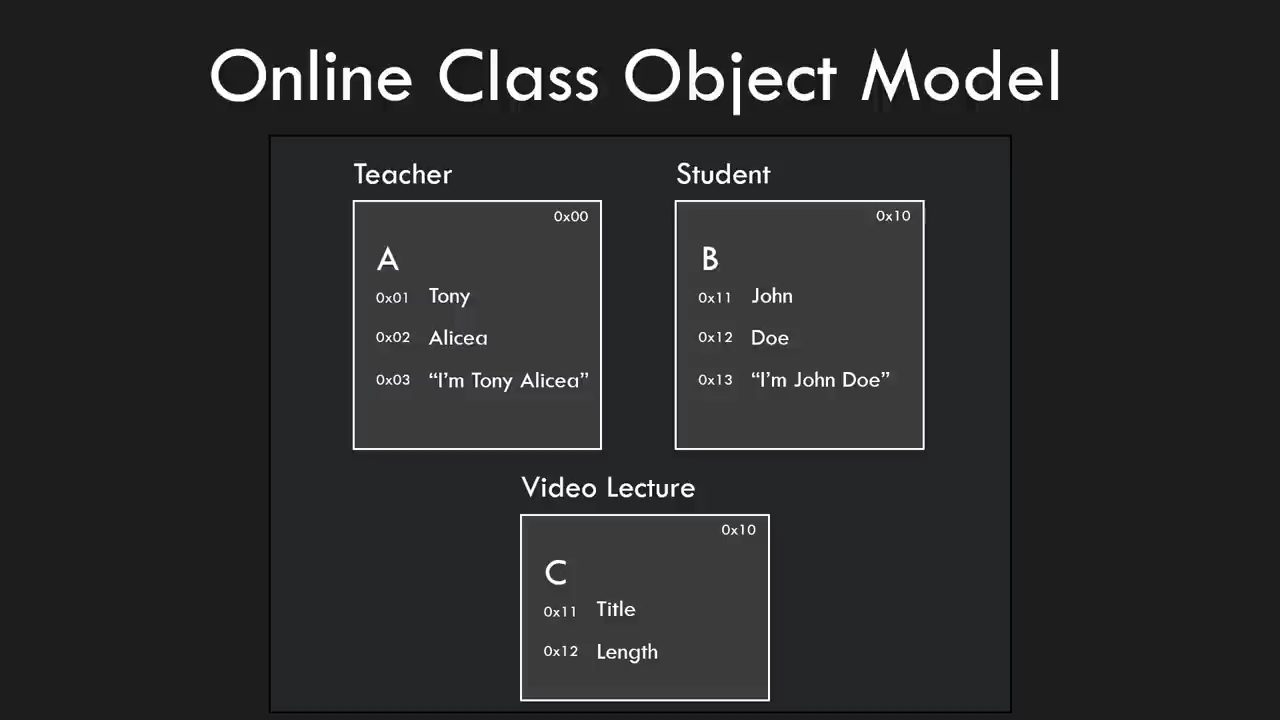 Online Class Object Model
Teacher
0x00
A
0x01 Tony
0x02 Alicea
0x03 “I’m Tony Alicea”
Student
0x10
B
0x11 John
0x12 Doe
0x13 “I’m John Doe”
Video Lecture
0x10
C
0x11 Title
0x12 Length